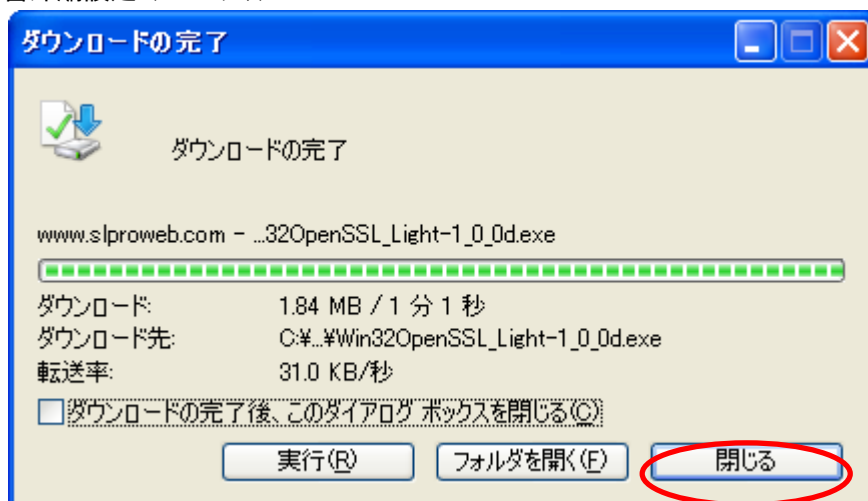 ダウンロードの完了
ダウンロードの完了
www.slproweb.com - ...32OpenSSL_Light-1_0_0d.exe
ダウンロード: 1.84 MB / 1 分 1 秒
ダウンロード先: C:¥...¥Win32OpenSSL_Light-1_0_0d.exe
転送率: 31.0 KB/秒
ダウンロードの完了後、このダイアログ ボックスを閉じる(C)
実行(R) フォルダを開く(F) 閉じる